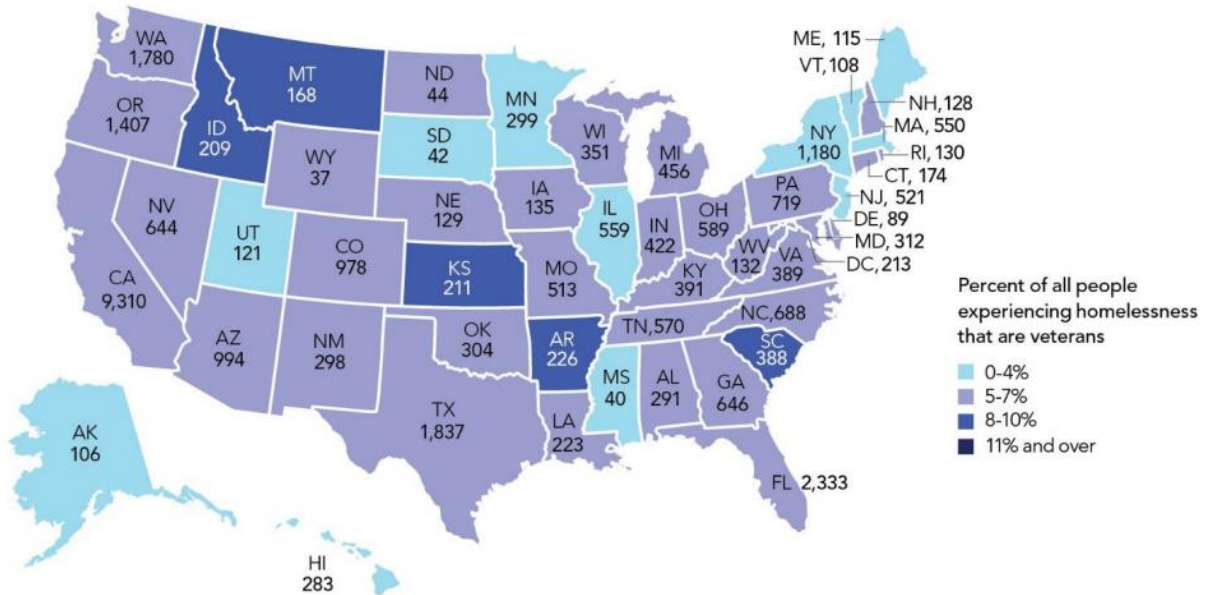 WA
1,780
OR
1,407
CA
9,310
NV
644
ID
209
MT
168
WY
37
UT
121
AZ
994
CO
978
NM
298
ND
44
SD
42
NE
129
KS
211
OK
304
TX
1,837
MN
299
IA
135
MO
513
AR
226
LA
223
WI
351
IL
559
MS
40
MI
456
IN
422
KY
391
TN,570
AL
291
OH
589
WV
132
VA
389
NC,688
SC
388
GA
646
FL 2,333
PA
719
NY
1,180
ME, 115
VT,108
NH,128
MA, 550
RI, 130
CT, 174
NJ, 521
DE, 89
MD, 312
DC,213
AK
106
HI
283
Percent of all people
experiencing homelessness
that are veterans
0-4%
5-7%
8-10%
11% and over